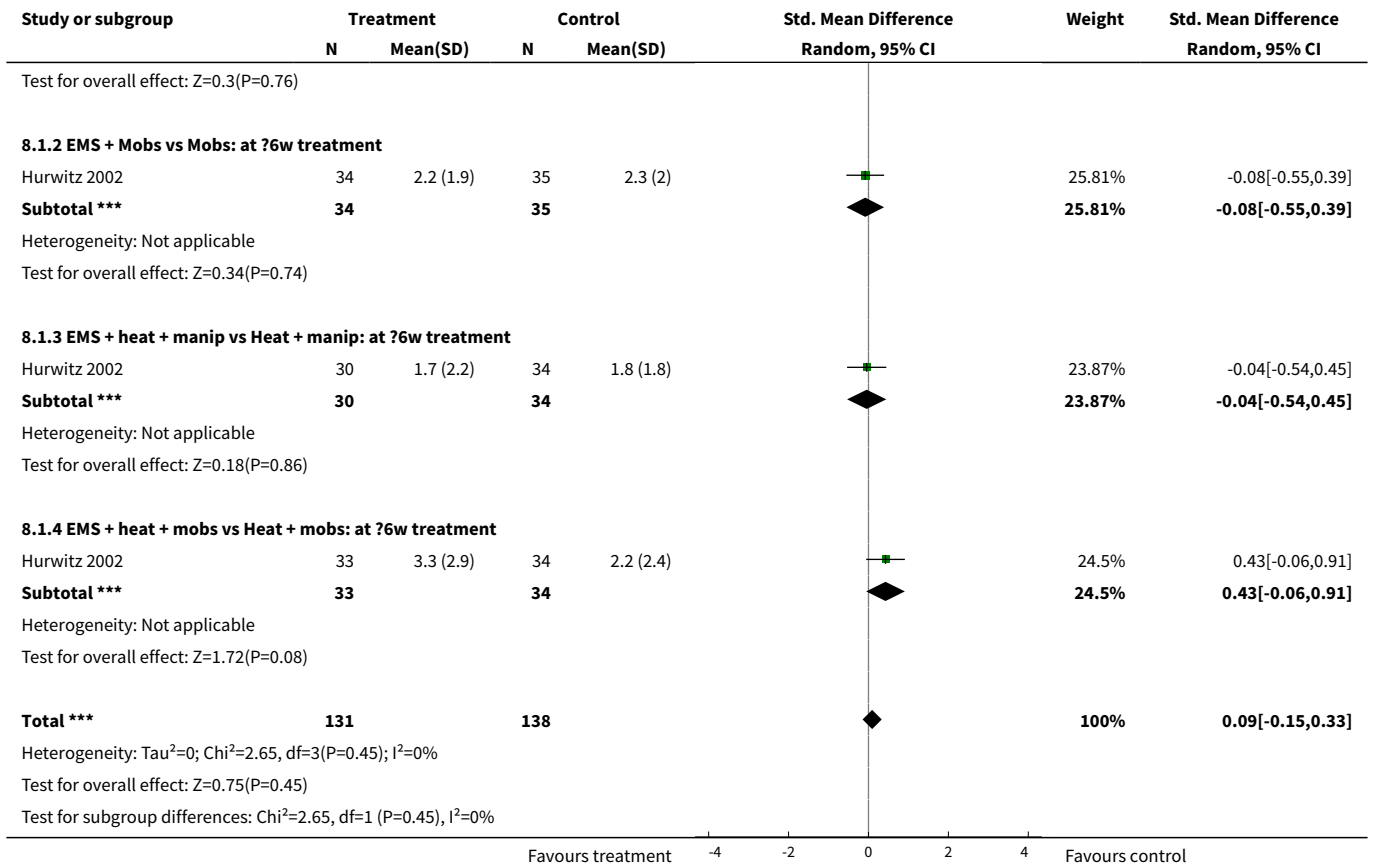 Study or subgroup Treatment Control Std. Mean Difference Weight Std. Mean Difference
N Mean(SD) N Mean(SD) Random, 95% CI Random, 95% CI
Test for overall effect: Z=0.3(P=0.76)
8.1.2 EMS + Mobs vs Mobs: at ?6w treatment
Hurwitz 2002 34 2.2 (1.9) 35 2.3 (2) 25.81% -0.08[-0.55,0.39]
Subtotal *** 34 35 25.81% -0.08[-0.55,0.39]
Heterogeneity: Not applicable
Test for overall effect: Z=0.34(P=0.74)
8.1.3 EMS + heat + manip vs Heat + manip: at ?6w treatment
Hurwitz 2002 30 1.7 (2.2) 34 1.8 (1.8) 23.87% -0.04[-0.54,0.45]
Subtotal *** 30 34 23.87% -0.04[-0.54,0.45]
Heterogeneity: Not applicable
Test for overall effect: Z=0.18(P=0.86)
8.1.4 EMS + heat + mobs vs Heat + mobs: at ?6w treatment
Hurwitz 2002 33 3.3 (2.9) 34 2.2 (2.4) 24.5% 0.43[-0.06,0.91]
Subtotal *** 33 34 24.5% 0.43[-0.06,0.91]
Heterogeneity: Not applicable
Test for overall effect: Z=1.72(P=0.08)
Total *** 131 138 100% 0.09[-0.15,0.33]
Heterogeneity: Tau²=0; Chi²=2.65, df=3(P=0.45); I²=0%
Test for overall effect: Z=0.75(P=0.45)
Test for subgroup differences: Chi²=2.65, df=1 (P=0.45), I²=0%
Favours treatment -4 -2 0 2 4 Favours control